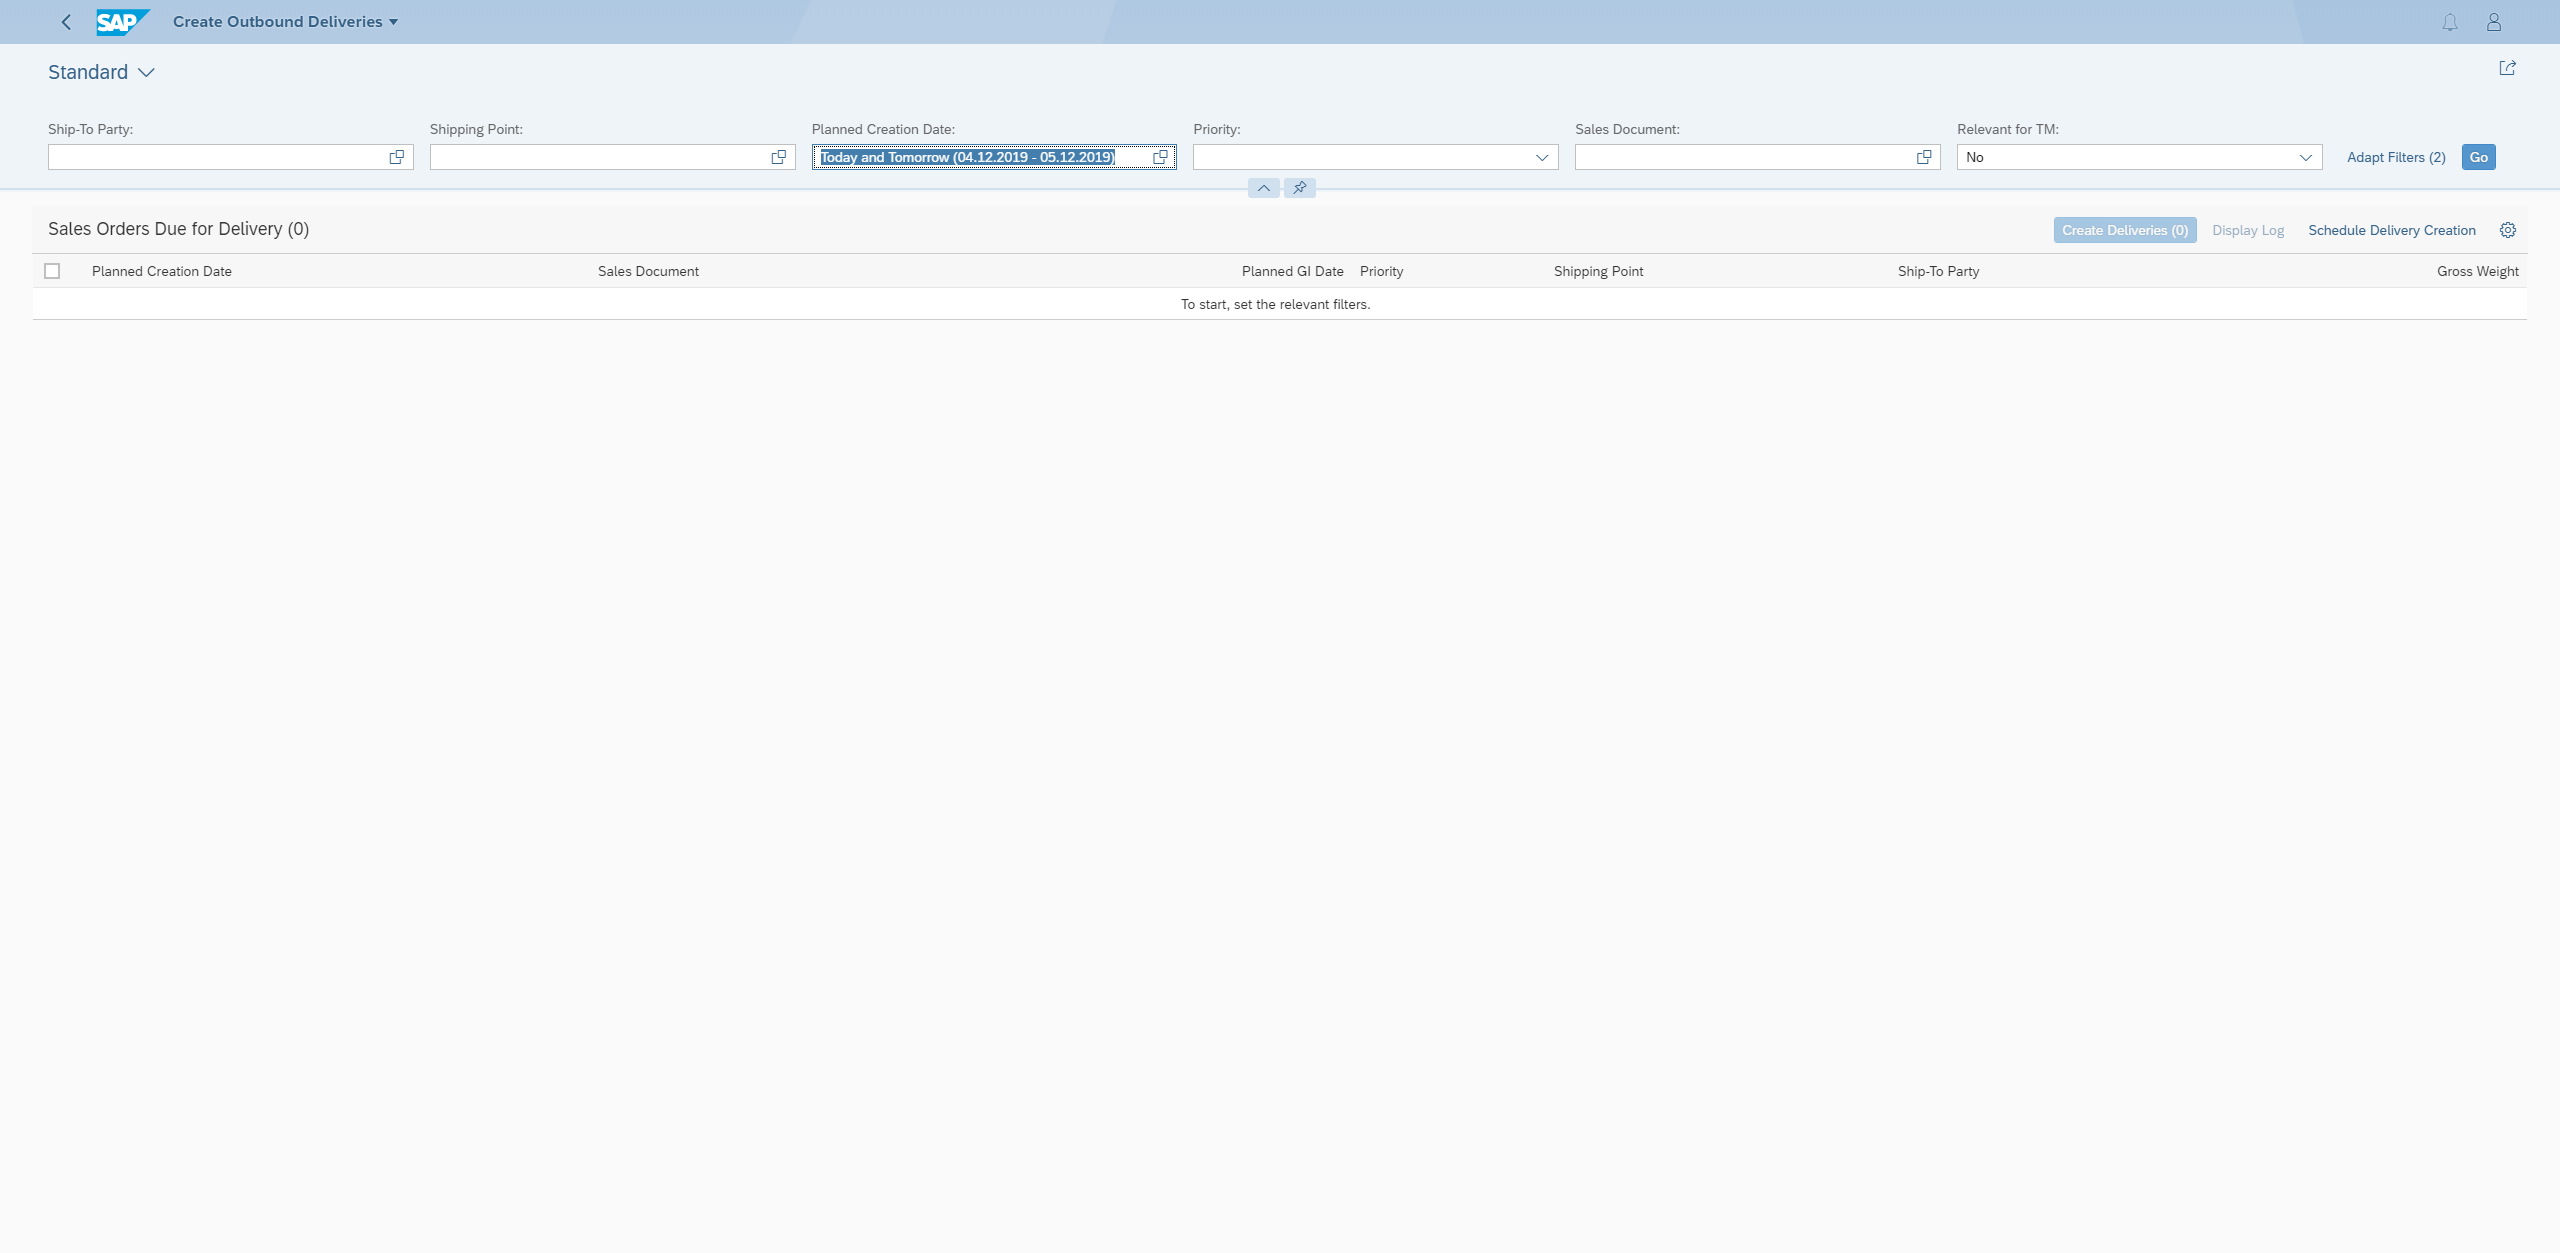 SAP Create Outbound Deliveries
Standard
Ship-To Party: Shipping Point: Planned Creation Date: Priority: Sales Document: Relevant for TM:
Today and Tomorrow (04.12.2019 - 05.12.2019) No Adapt Filters (2) Go
Sales Orders Due for Delivery (0) Create Deliveries (0) Display Log Schedule Delivery Creation
Planned Creation Date Sales Document Planned GI Date Priority Shipping Point Ship-To Party Gross Weight
To start, set the relevant filters.